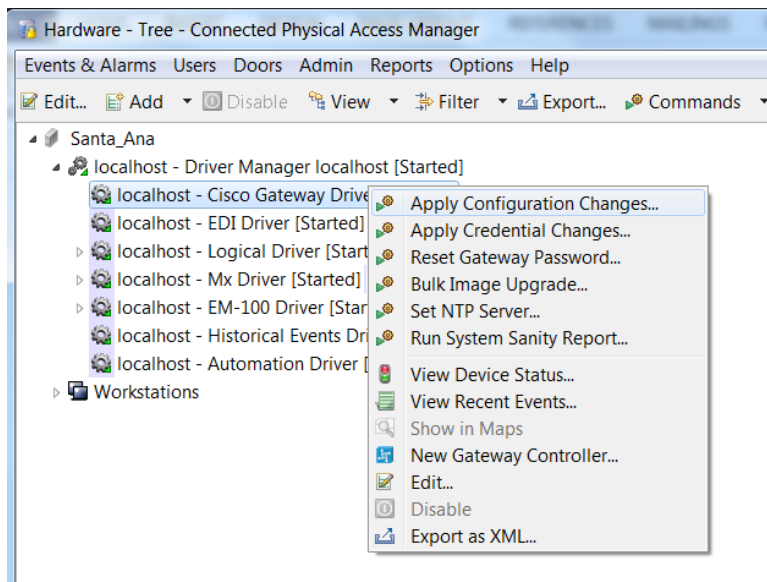 Hardware - Tree - Connected Physical Access Manager
Events & Alarms Users Doors Admin Reports Options Help
Edit... Add Disable View Filter Export... Commands
Santa_Ana
localhost - Driver Manager localhost [Started]
localhost - Cisco Gateway Drive
localhost - EDI Driver [Started]
localhost - Logical Driver [Start
localhost - Mx Driver [Started]
localhost - EM-100 Driver [Star
localhost - Historical Events Dri
localhost - Automation Driver [
Workstations
Apply Configuration Changes...
Apply Credential Changes...
Reset Gateway Password...
Bulk Image Upgrade...
Set NTP Server...
Run System Sanity Report...
View Device Status...
View Recent Events...
Show in Maps
New Gateway Controller...
Edit...
Disable
Export as XML...